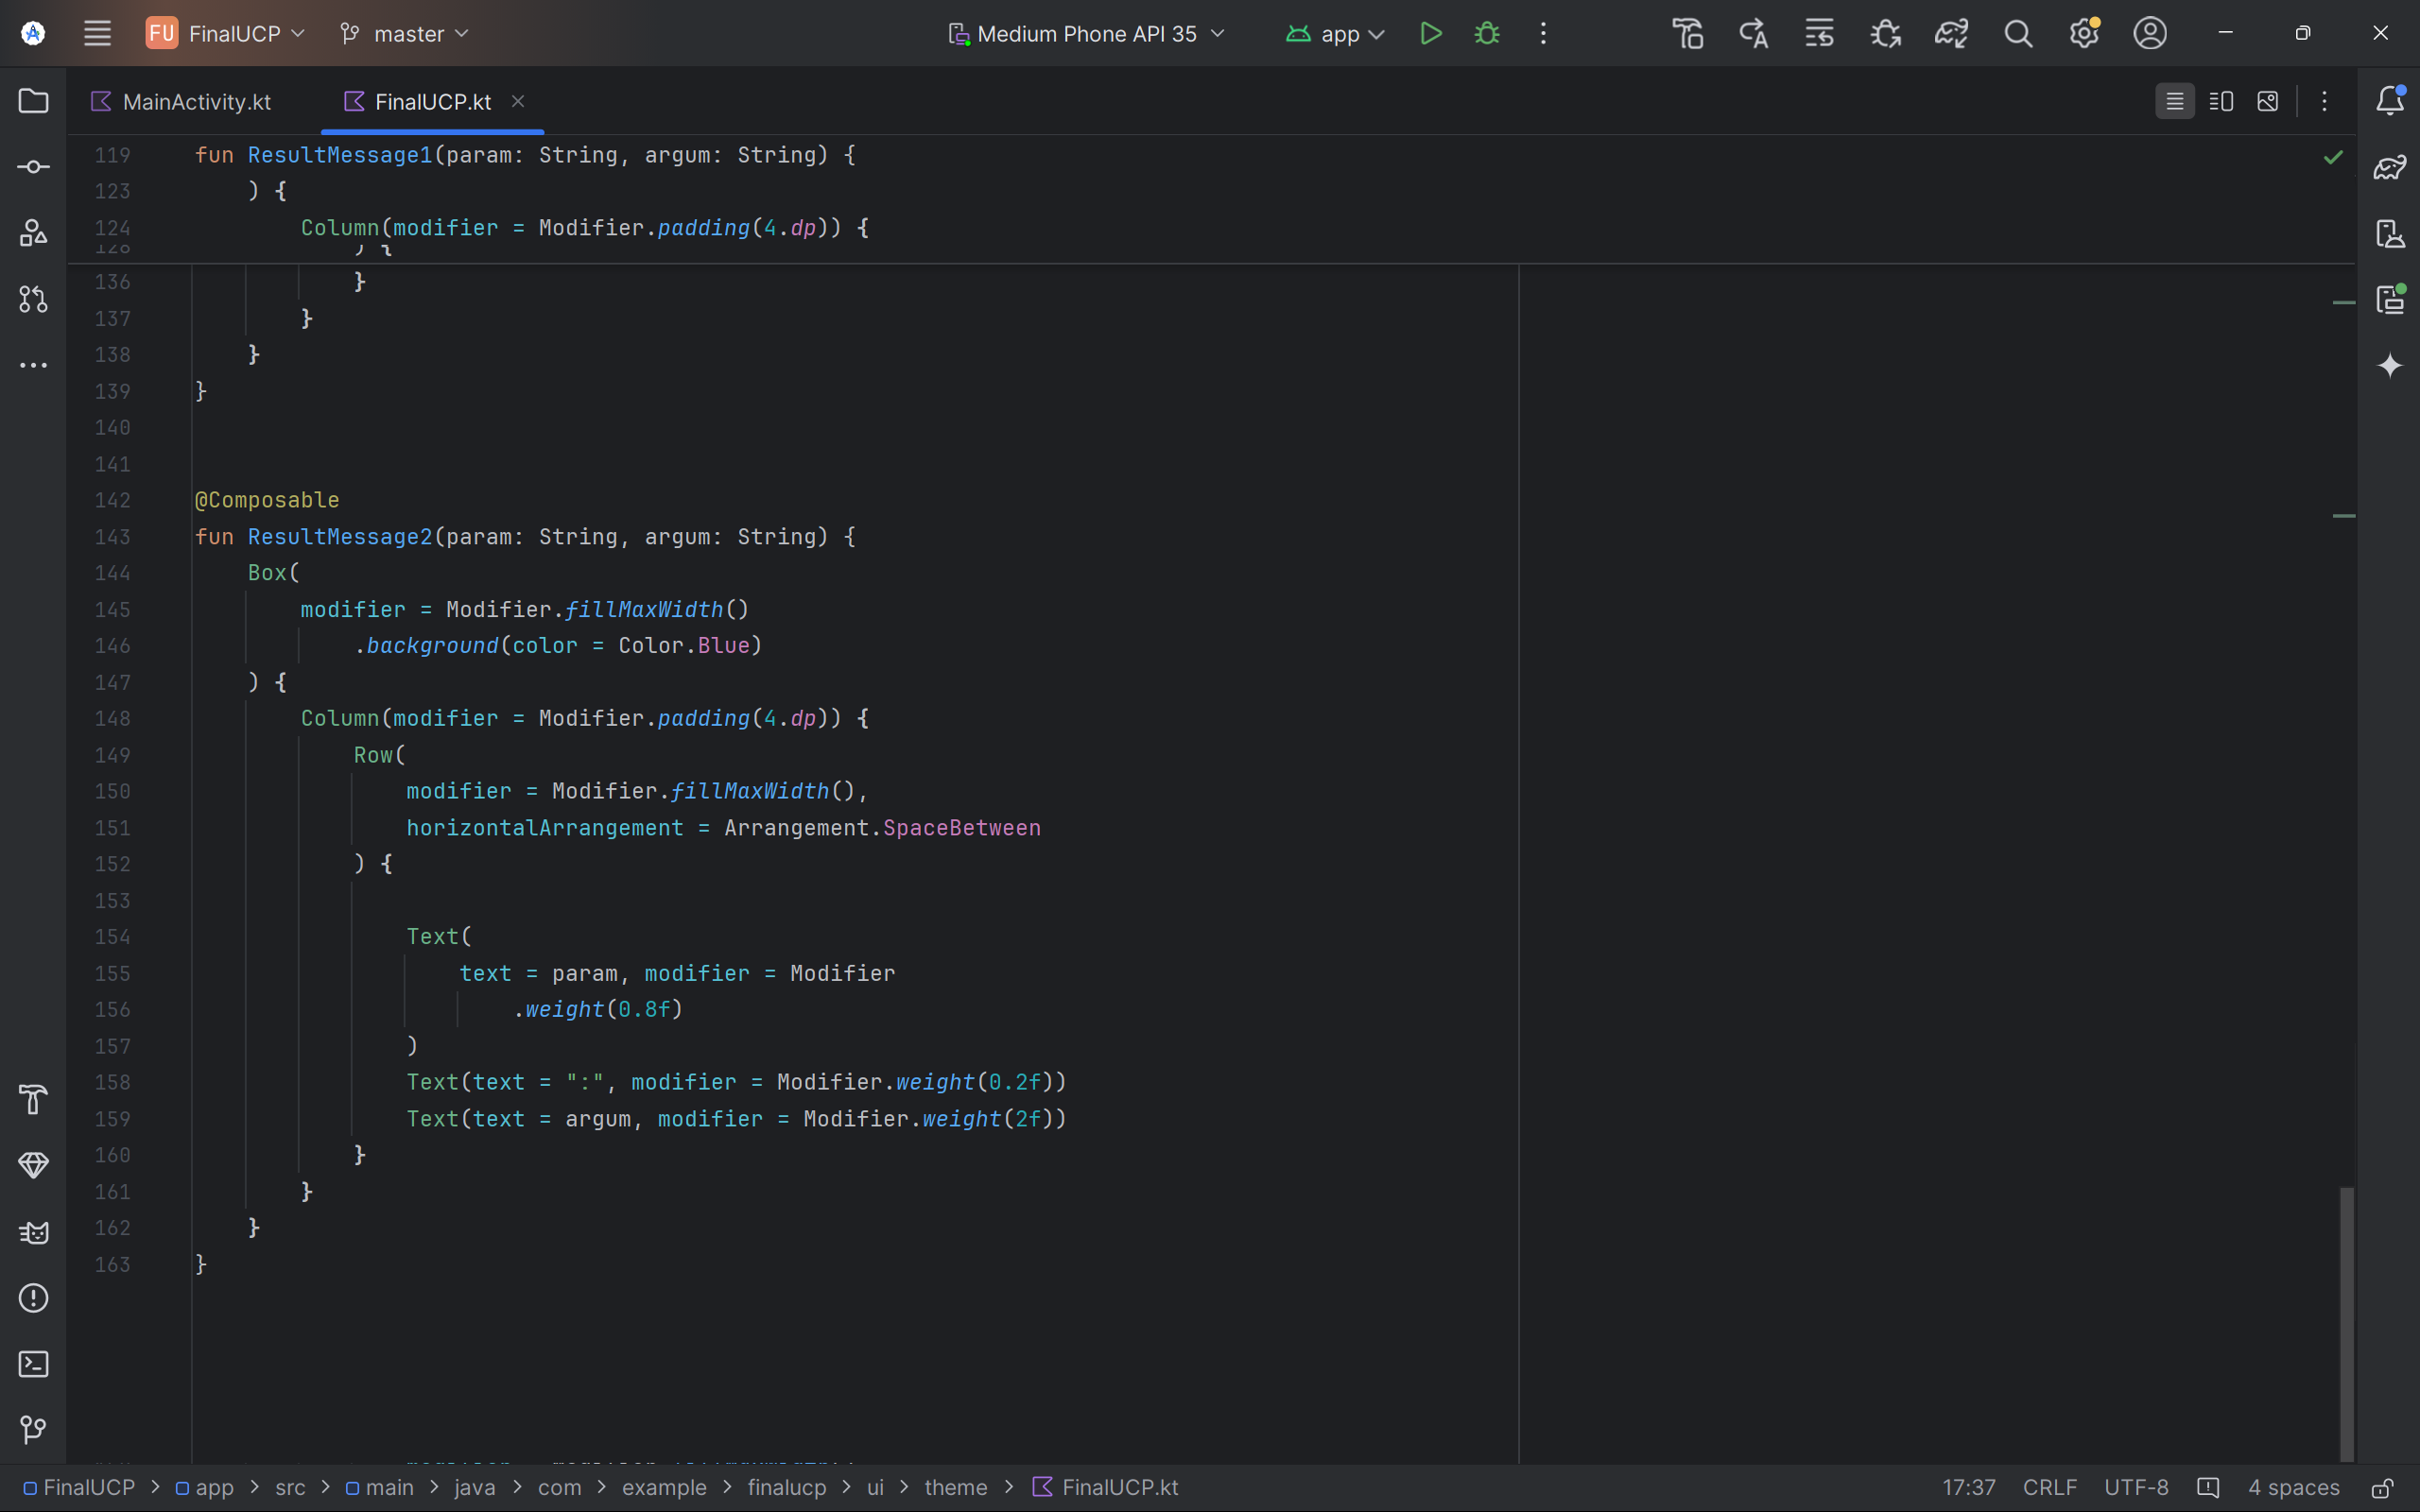 FU FinalUCP master Medium Phone API 35 app
MainActivity.kt FinalUCP.kt
119 fun ResultMessage1(param: String, argum: String) {
123     ) {
124         Column(modifier = Modifier.padding(4.dp)) {
128             ) {
136             }
137         }
138     }
139 }
140
141
142 @Composable
143 fun ResultMessage2(param: String, argum: String) {
144     Box(
145         modifier = Modifier.fillMaxWidth()
146             .background(color = Color.Blue)
147     ) {
148         Column(modifier = Modifier.padding(4.dp)) {
149             Row(
150                 modifier = Modifier.fillMaxWidth(),
151                 horizontalArrangement = Arrangement.SpaceBetween
152             ) {
153
154                 Text(
155                     text = param, modifier = Modifier
156                         .weight(0.8f)
157                 )
158                 Text(text = ":", modifier = Modifier.weight(0.2f))
159                 Text(text = argum, modifier = Modifier.weight(2f))
160             }
161         }
162     }
163 }
FinalUCP > app > src > main > java > com > example > finalucp > ui > theme > FinalUCP.kt 17:37 CRLF UTF-8 4 spaces